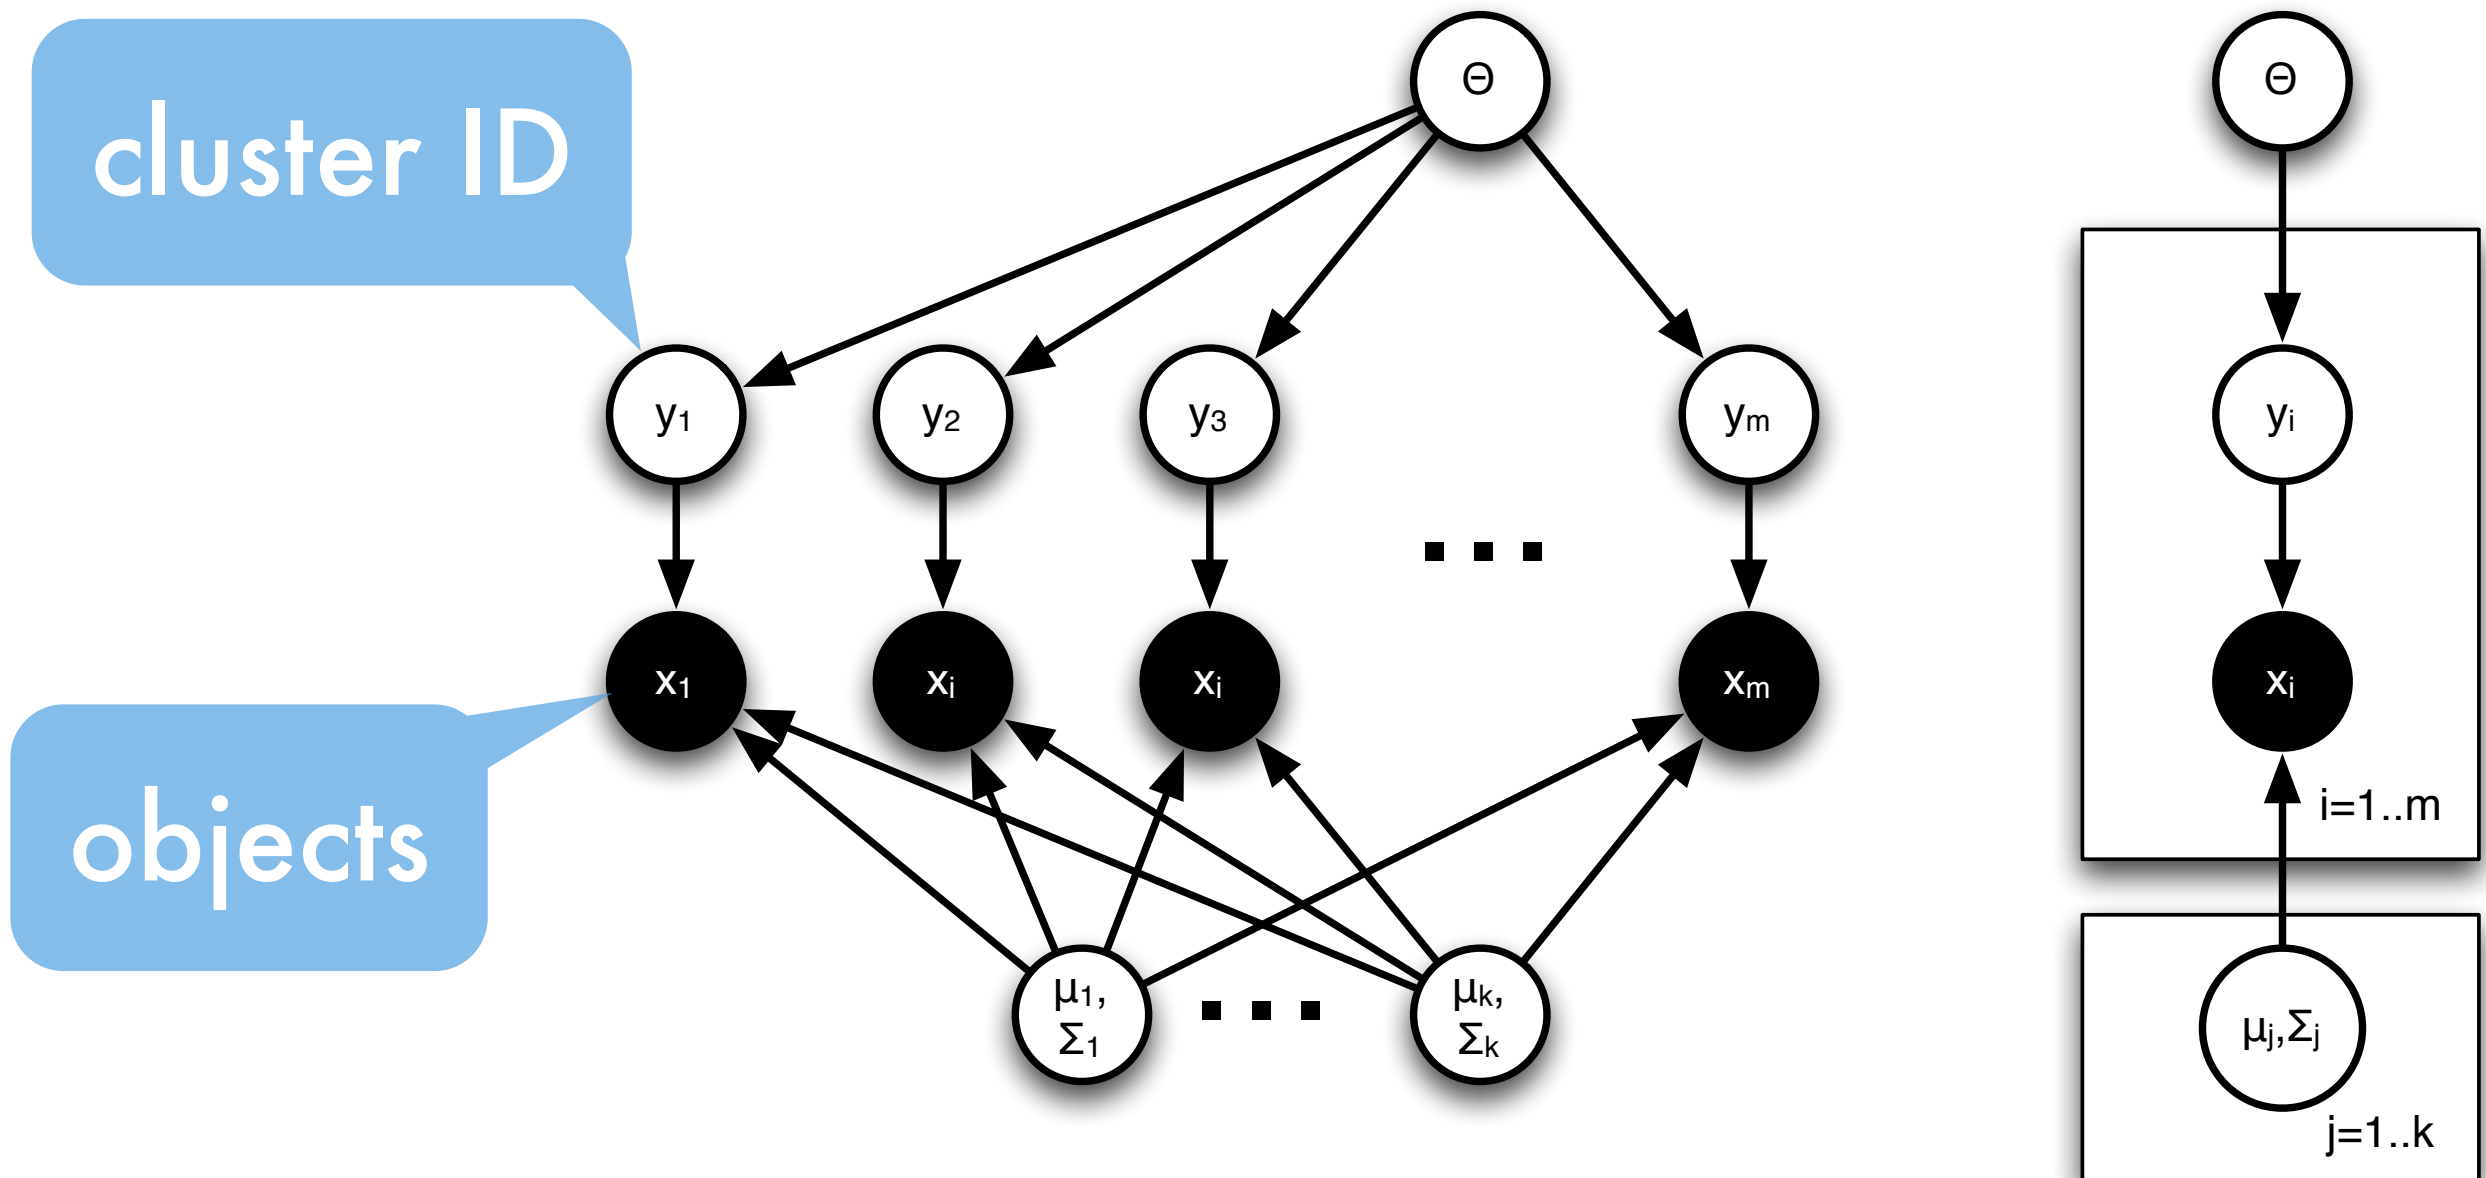 cluster ID
Θ
Θ
y₁
y₂
y₃
yₘ
yᵢ
. . .
x₁
xᵢ
xᵢ
xₘ
xᵢ
objects
i=1..m
μ₁,
Σ₁
. . .
μₖ,
Σₖ
μⱼ,Σⱼ
j=1..k